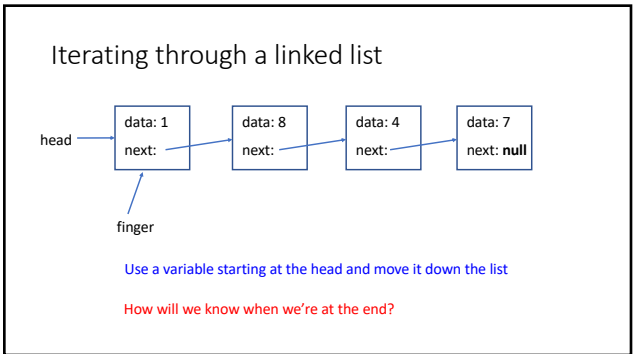 Iterating through a linked list
head
data: 1
next:
data: 8
next:
data: 4
next:
data: 7
next: null
finger
Use a variable starting at the head and move it down the list
How will we know when we’re at the end?